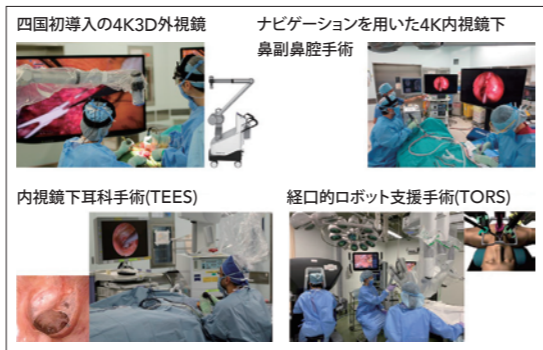 四国初導入の4K3D外視鏡
ナビゲーションを用いた4K内視鏡下
鼻副鼻腔手術
内視鏡下耳科手術(TEES)
経口的ロボット支援手術(TORS)